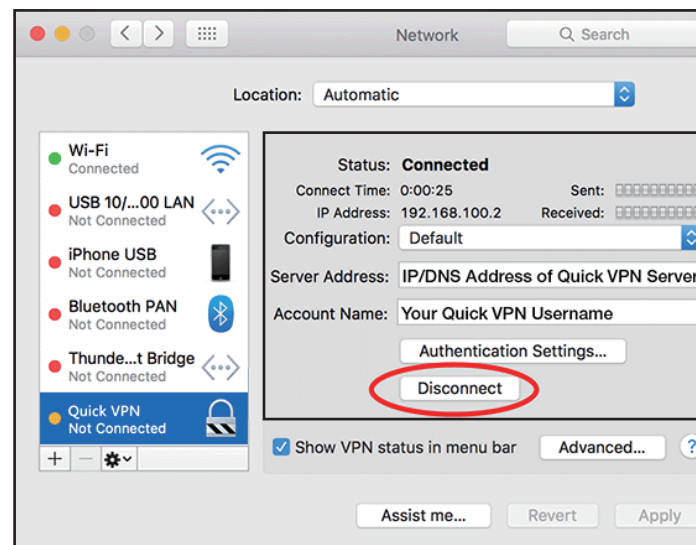 Network
Search
Location: Automatic
Wi-Fi
Connected
USB 10/...00 LAN
Not Connected
iPhone USB
Not Connected
Bluetooth PAN
Not Connected
Thunde...t Bridge
Not Connected
Quick VPN
Not Connected
Status: Connected
Connect Time: 0:00:25 Sent:
IP Address: 192.168.100.2 Received:
Configuration: Default
Server Address: IP/DNS Address of Quick VPN Server
Account Name: Your Quick VPN Username
Authentication Settings...
Disconnect
Show VPN status in menu bar
Advanced...
?
Assist me...
Revert
Apply